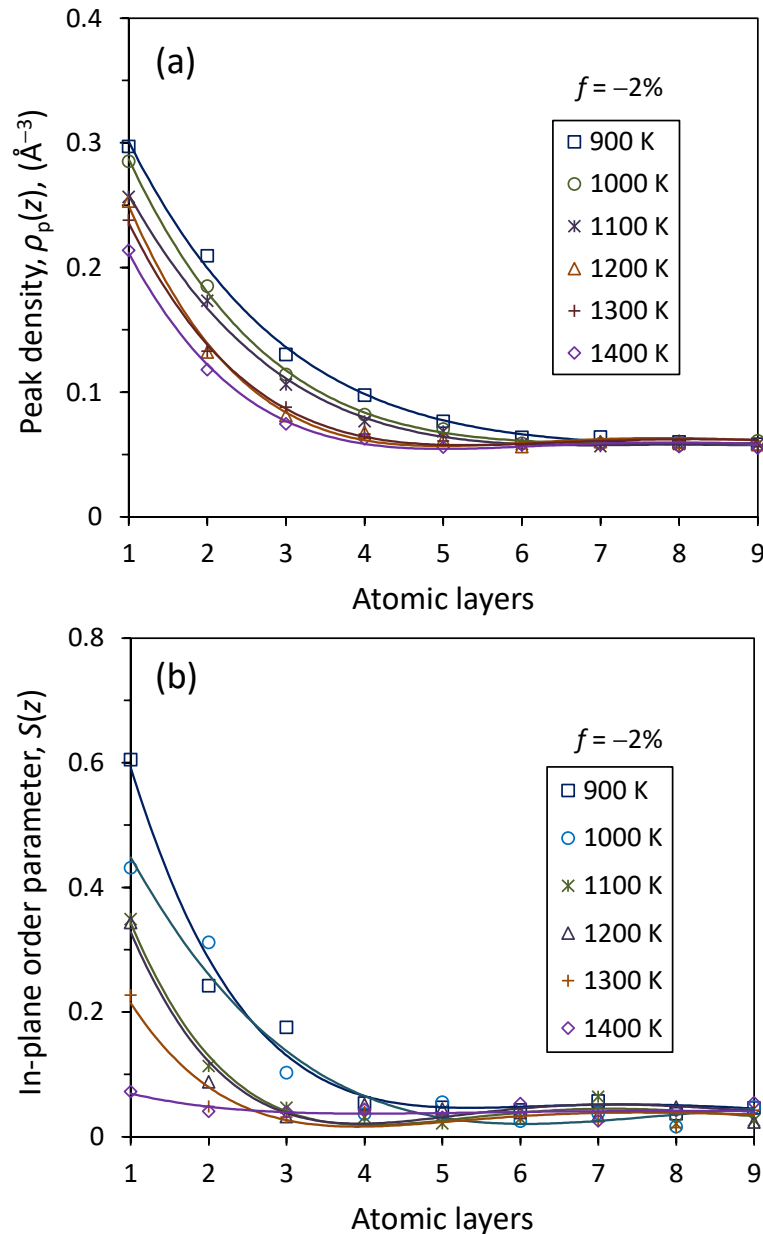 (a)
f = −2%
900 K
1000 K
1100 K
1200 K
1300 K
1400 K
Peak density, ρp(z), (Å⁻³)
0.4
0.3
0.2
0.1
0
1 2 3 4 5 6 7 8 9
Atomic layers
(b)
f = −2%
900 K
1000 K
1100 K
1200 K
1300 K
1400 K
In-plane order parameter, S(z)
0.8
0.6
0.4
0.2
0
1 2 3 4 5 6 7 8 9
Atomic layers